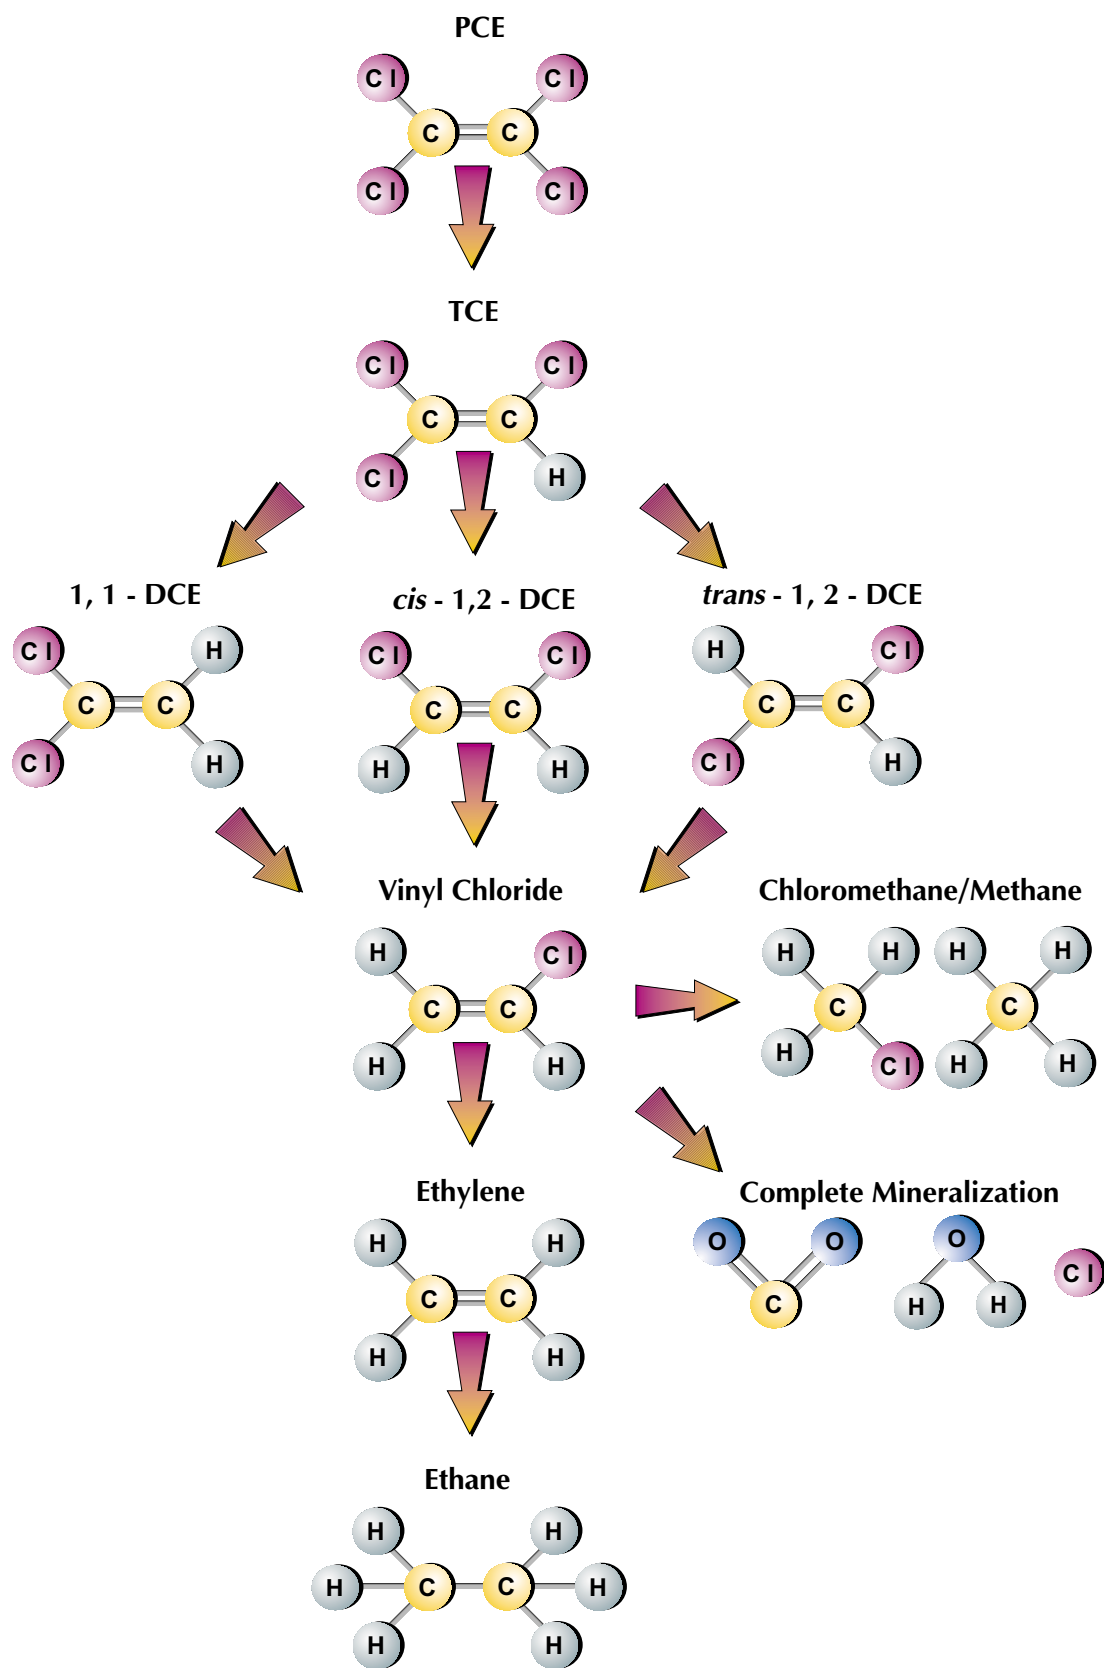 PCE
Cl Cl
C C
Cl Cl
TCE
Cl Cl
C C
Cl H
1, 1 - DCE cis - 1,2 - DCE trans - 1, 2 - DCE
Cl H Cl Cl H Cl
C C C C C C
Cl H H H Cl H
Vinyl Chloride Chloromethane/Methane
H Cl H H H H
C C C C
H H H Cl H H
Ethylene Complete Mineralization
H H O O O Cl
C C C H H
H H
Ethane
H H
H C C H
H H